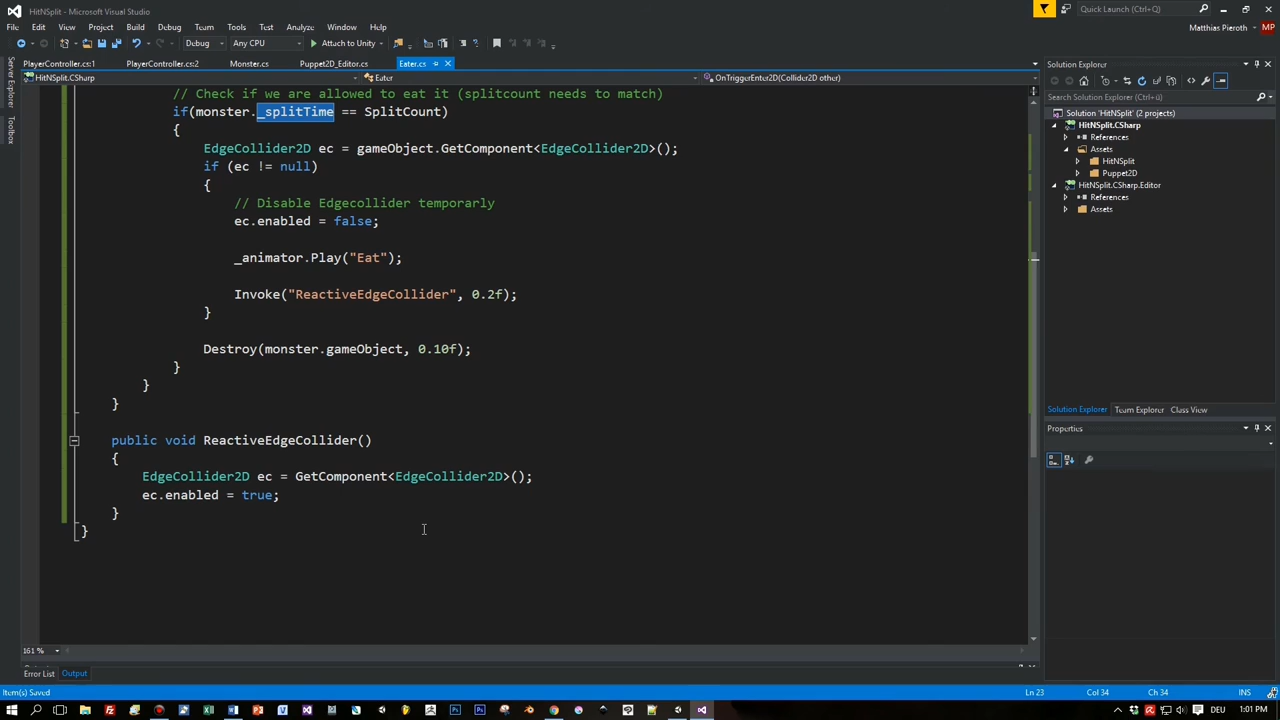 HitNSplit - Microsoft Visual Studio
Quick Launch (Ctrl+Q)
File Edit View Project Build Debug Team Tools Test Analyze Window Help
Matthias Pieroth MP
Debug Any CPU Attach to Unity
PlayerController.cs:1 PlayerController.cs:2 Monster.cs Puppet2D_Editor.cs Eater.cs
HitNSplit.CSharp Eater OnTriggerEnter2D(Collider2D other)
Server Explorer
Toolbox
// Check if we are allowed to eat it (splitcount needs to match)
if(monster._splitTime == SplitCount)
{
EdgeCollider2D ec = gameObject.GetComponent<EdgeCollider2D>();
if (ec != null)
{
// Disable Edgecollider temporarly
ec.enabled = false;
_animator.Play("Eat");
Invoke("ReactiveEdgeCollider", 0.2f);
}
Destroy(monster.gameObject, 0.10f);
}
}
}
public void ReactiveEdgeCollider()
{
EdgeCollider2D ec = GetComponent<EdgeCollider2D>();
ec.enabled = true;
}
}
161 %
Error List Output
Solution Explorer
Search Solution Explorer (Ctrl+ü)
Solution 'HitNSplit' (2 projects)
HitNSplit.CSharp
References
Assets
HitNSplit
Puppet2D
HitNSplit.CSharp.Editor
References
Assets
Solution Explorer Team Explorer Class View
Properties
Item(s) Saved Ln 23 Col 34 Ch 34 INS
DEU 1:01 PM